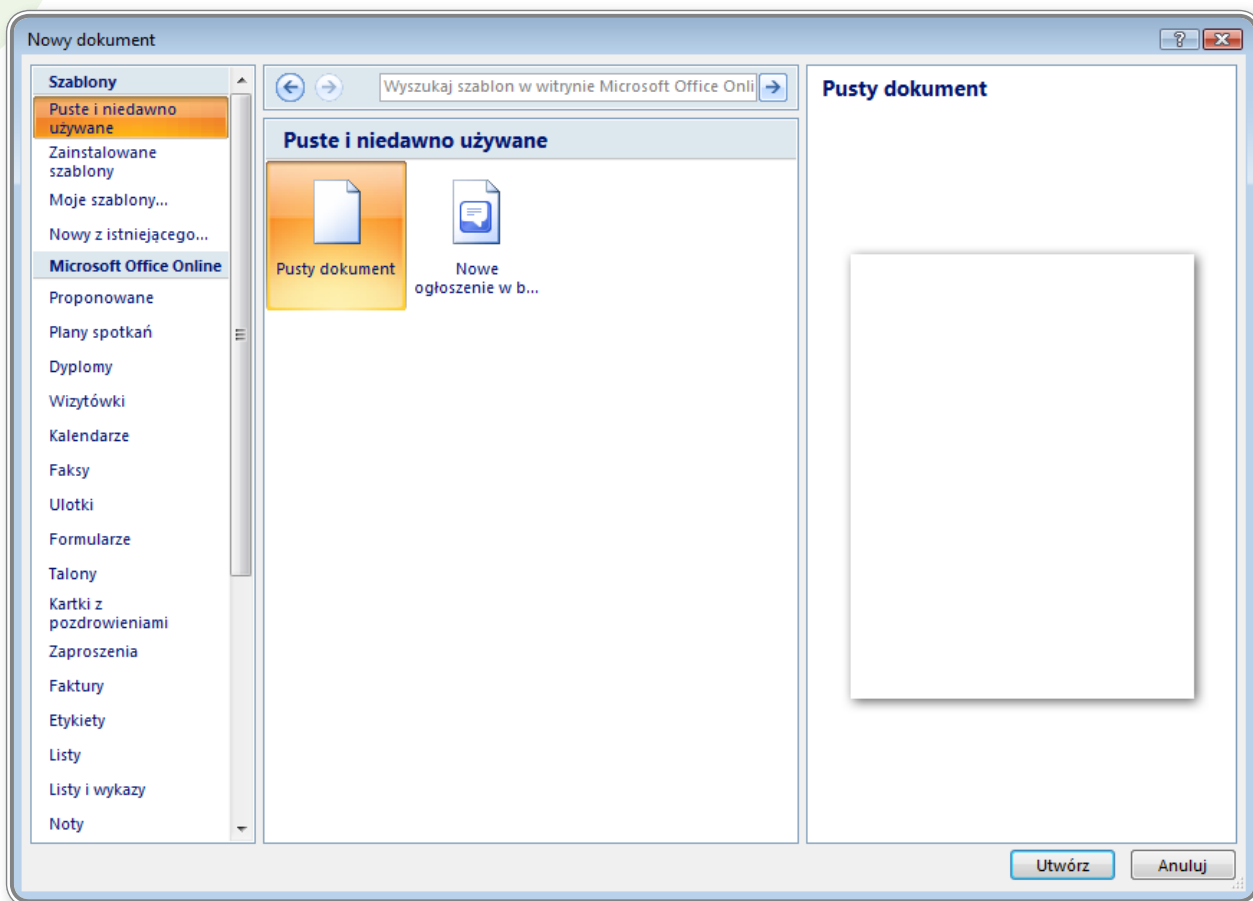 Nowy dokument
Szablony
Puste i niedawno
używane
Zainstalowane
szablony
Moje szablony...
Nowy z istniejącego...
Microsoft Office Online
Proponowane
Plany spotkań
Dyplomy
Wizytówki
Kalendarze
Faksy
Ulotki
Formularze
Talony
Kartki z
pozdrowieniami
Zaproszenia
Faktury
Etykiety
Listy
Listy i wykazy
Noty
Wyszukaj szablon w witrynie Microsoft Office Onli
Puste i niedawno używane
Pusty dokument
Nowe
ogłoszenie w b...
Pusty dokument
Utwórz
Anuluj